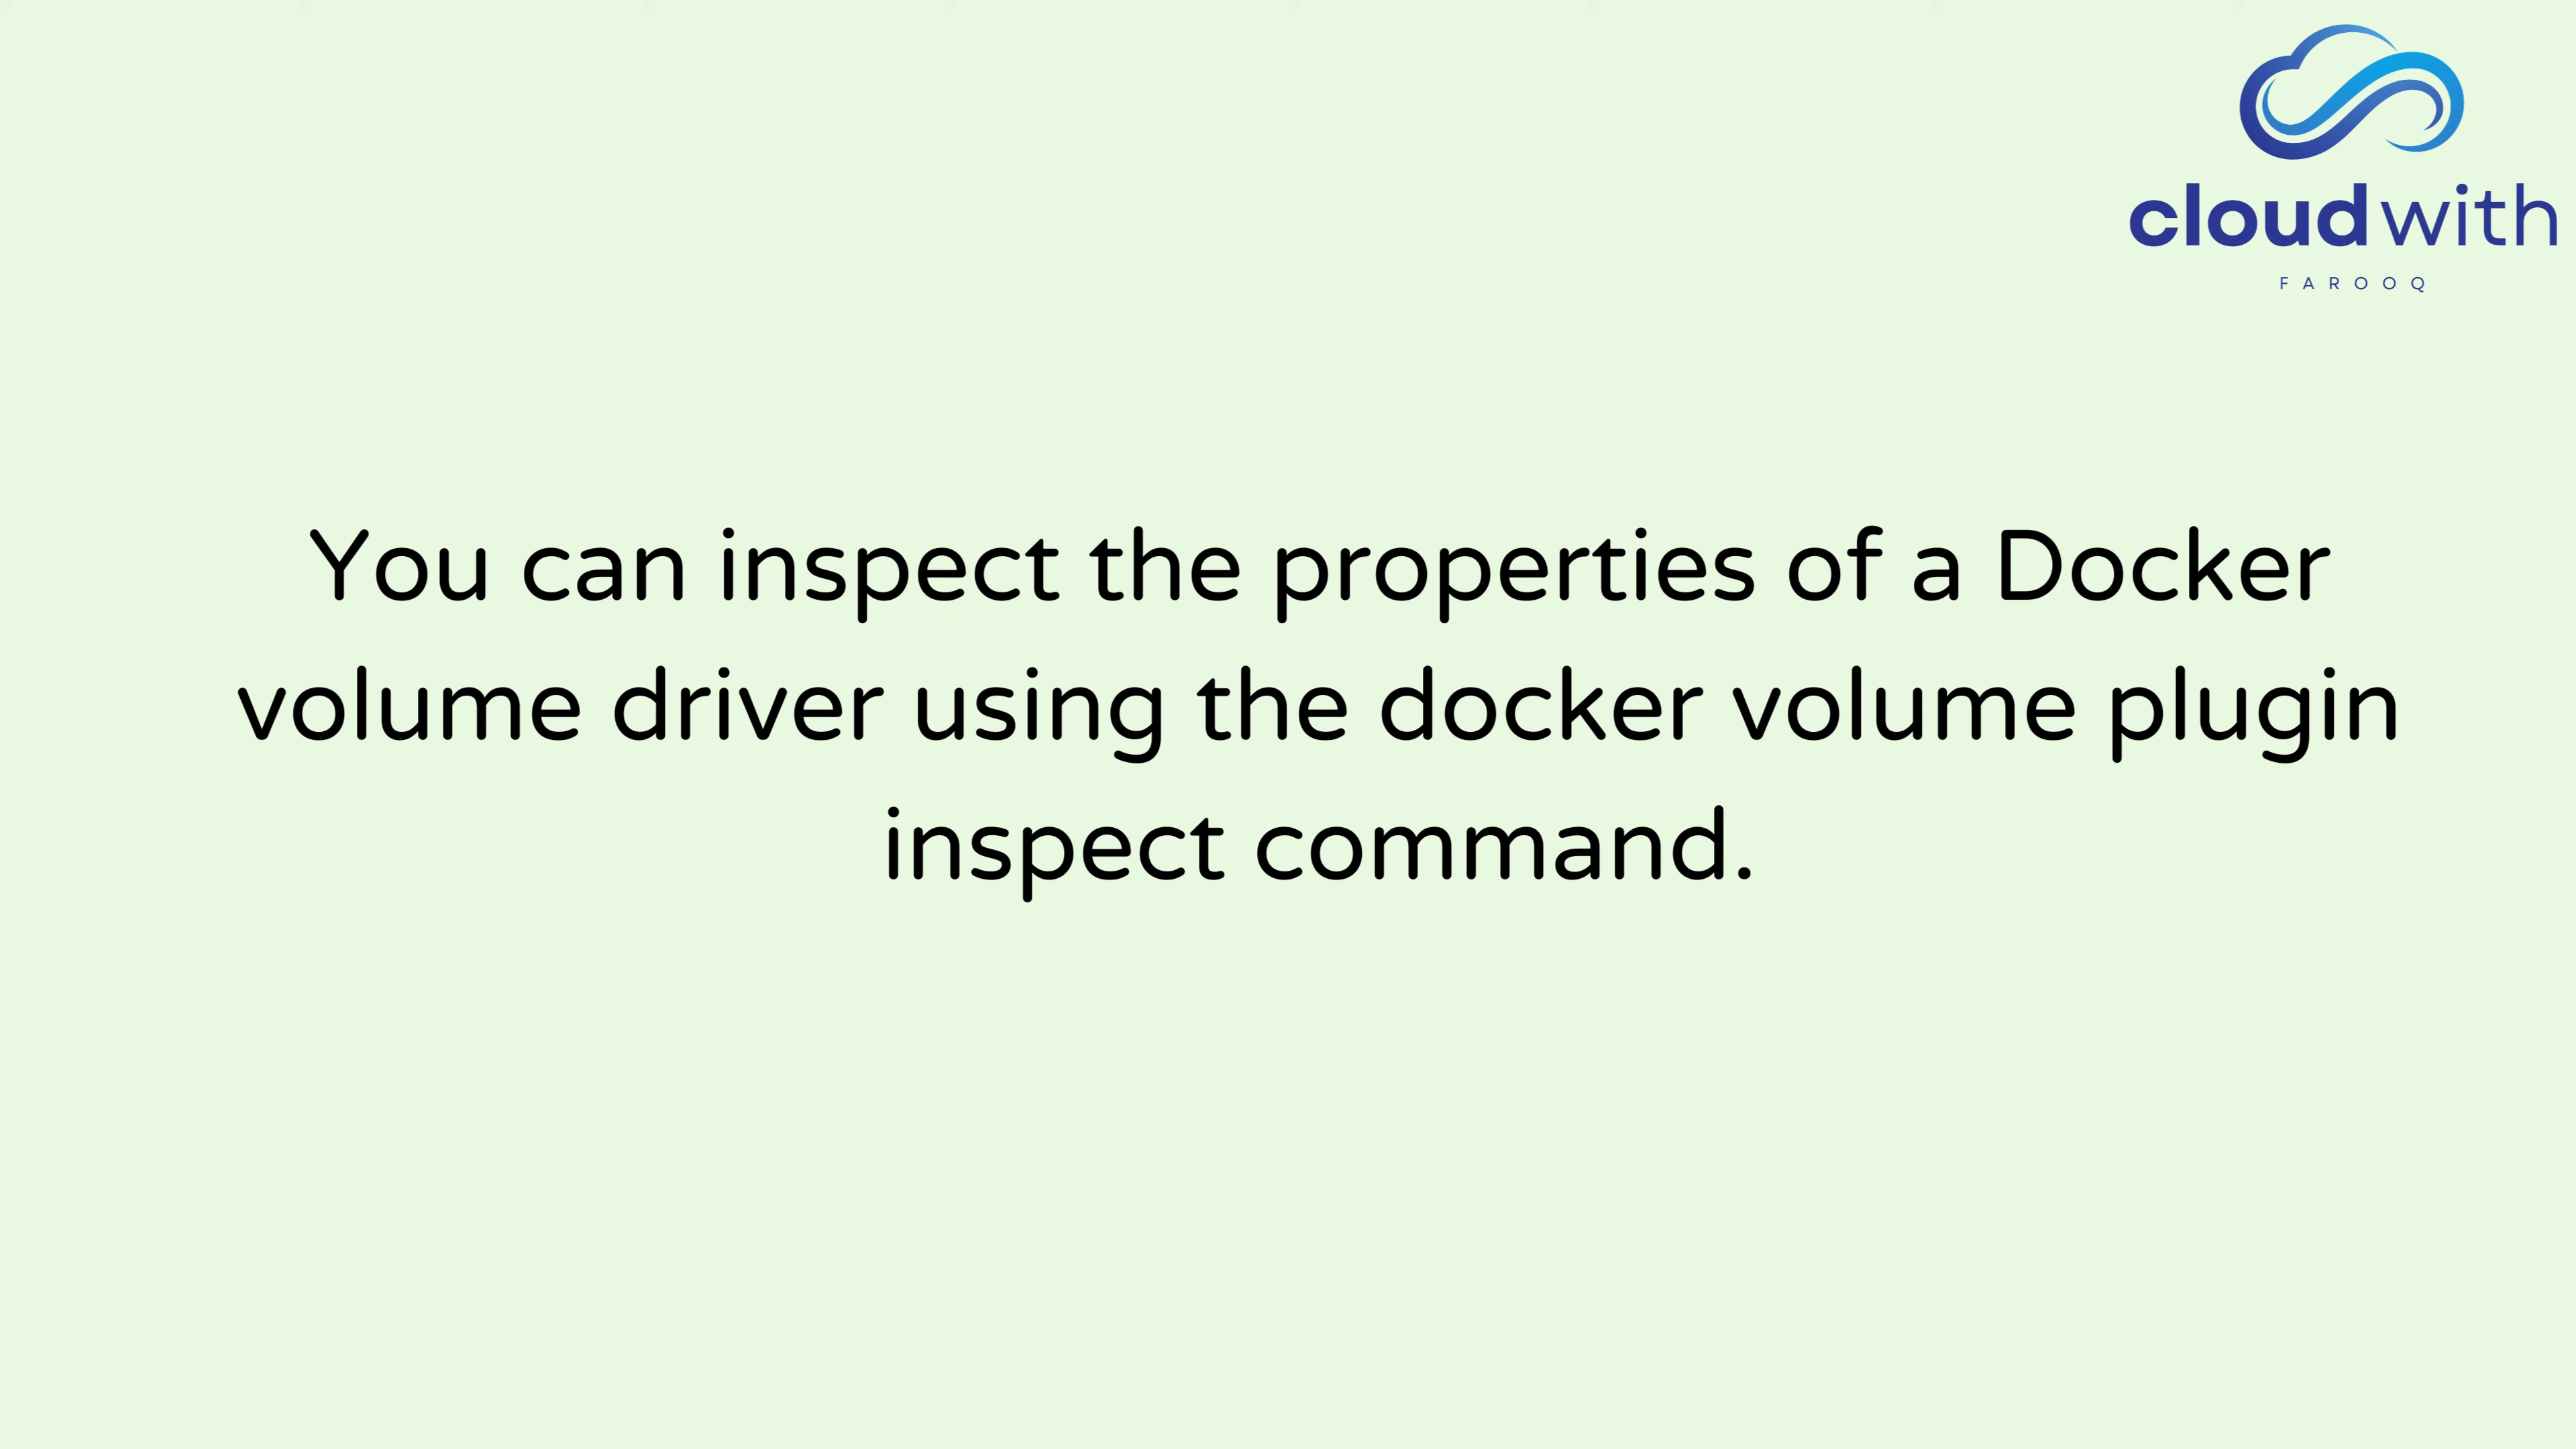 cloud with
FAROOQ
You can inspect the properties of a Docker
volume driver using the docker volume plugin
inspect command.